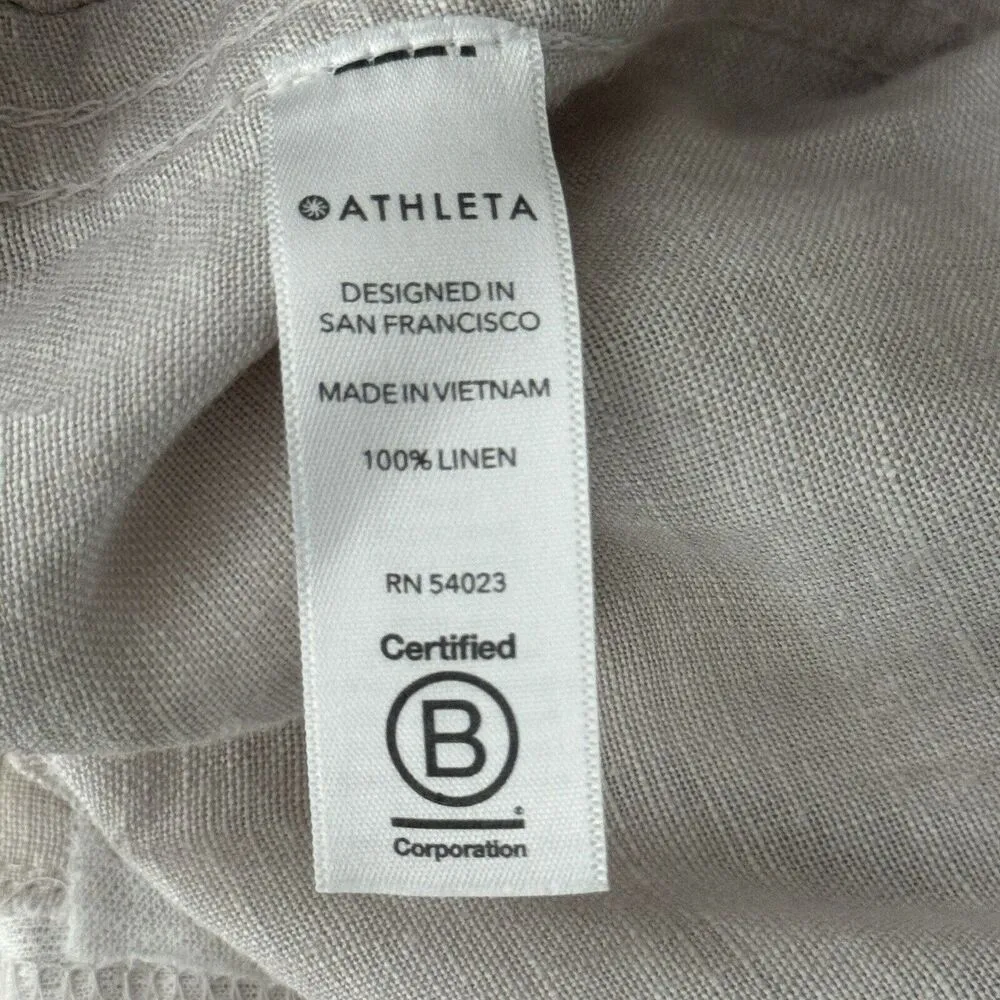 ATHLETA
DESIGNED IN
SAN FRANCISCO
MADE IN VIETNAM
100% LINEN
RN 54023
Certified
B
®
Corporation